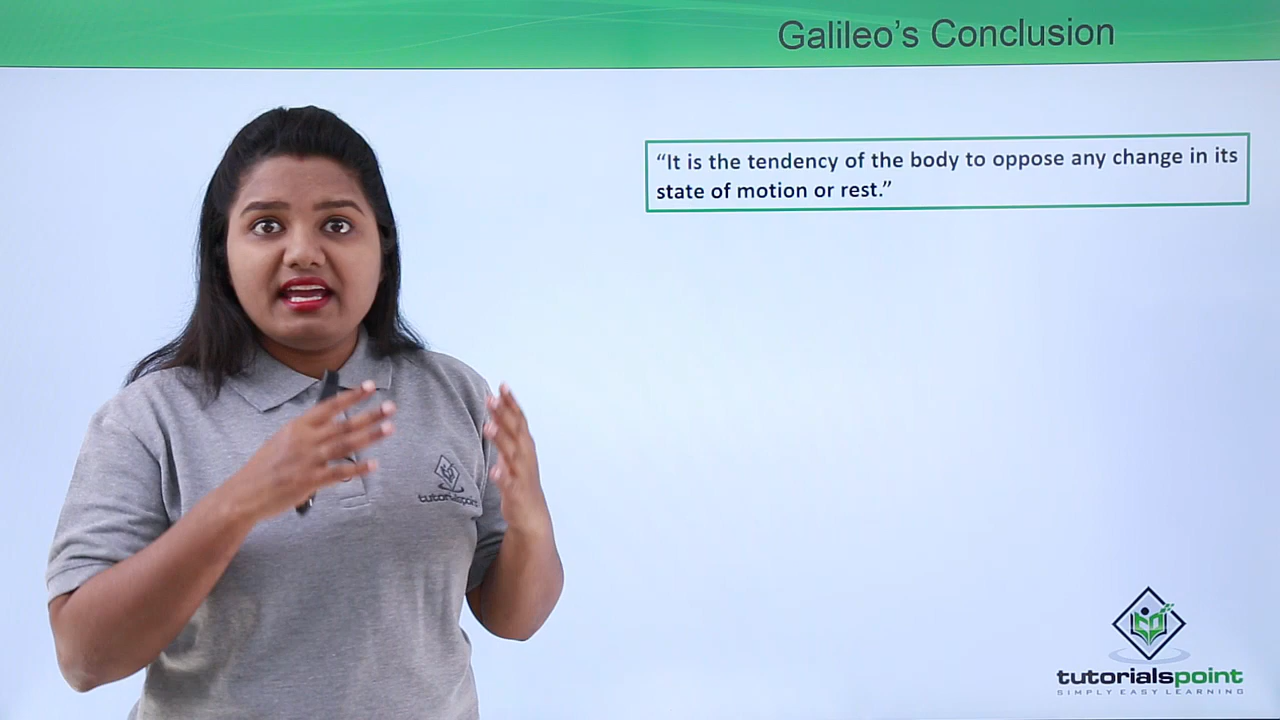 Galileo's Conclusion
“It is the tendency of the body to oppose any change in its
state of motion or rest.”
tutorialspoint
tutorialspoint
SIMPLY EASY LEARNING